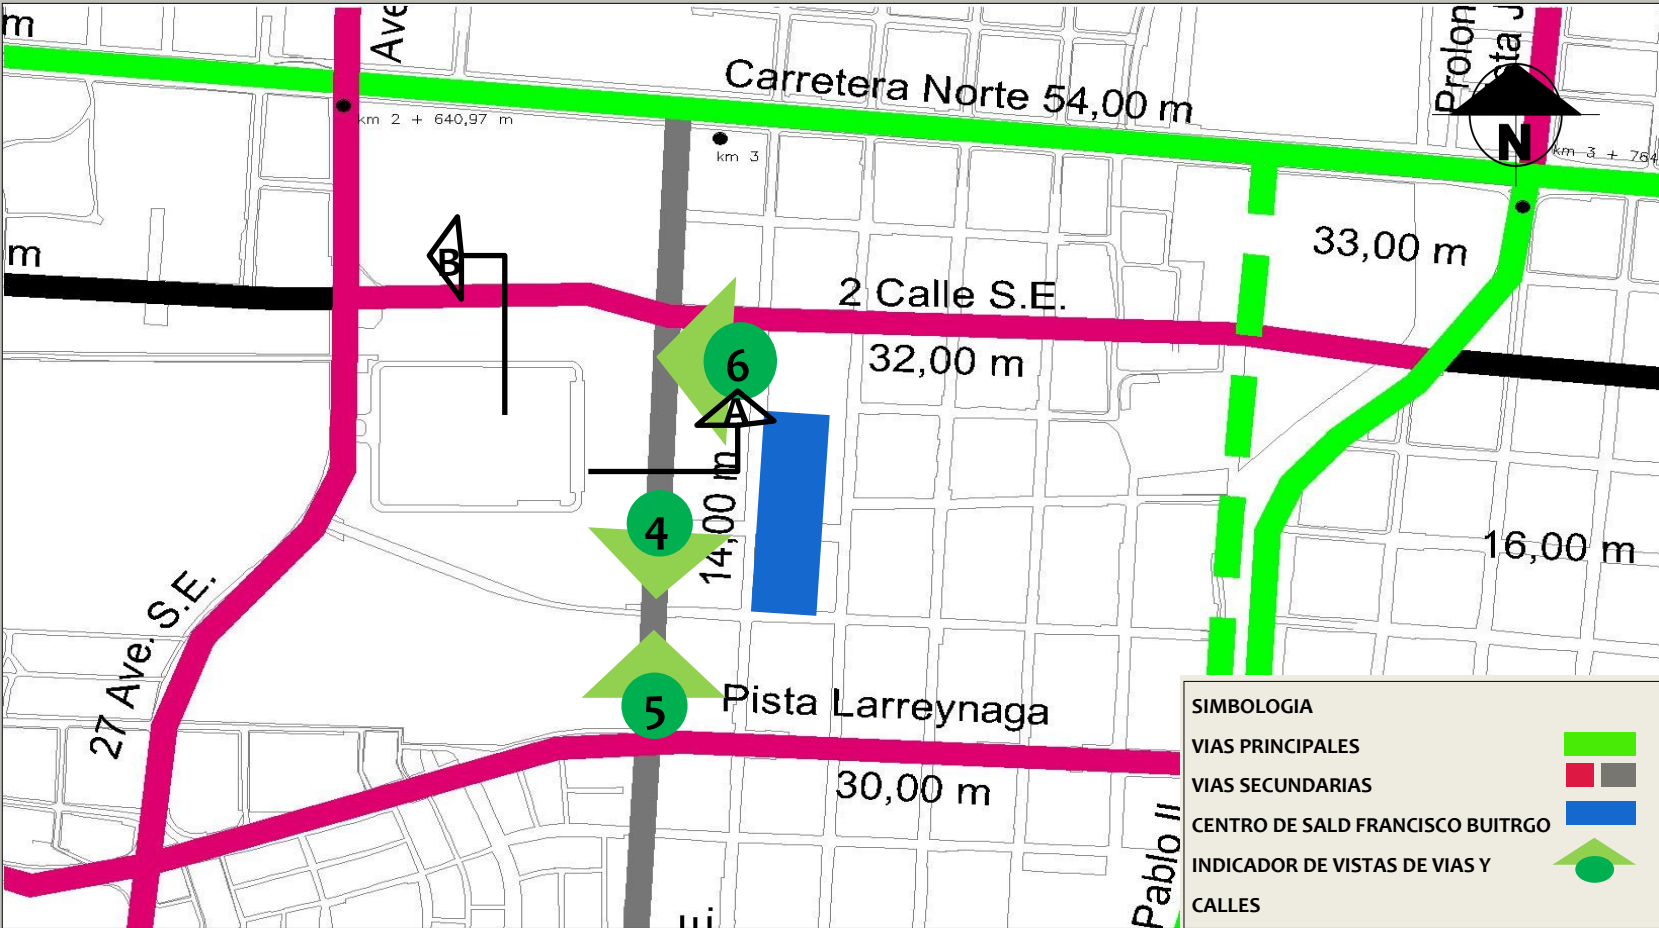 m
Ave
Prolon
sta J
Carretera Norte 54,00 m
km 2 + 640,97 m
km 3
N
km 3 + 764
m
B
33,00 m
2 Calle S.E.
32,00 m
6
A
14,00 m
4
16,00 m
27 Ave. S.E.
5
Pista Larreynaga
30,00 m
Pablo II
SIMBOLOGIA
VIAS PRINCIPALES
VIAS SECUNDARIAS
CENTRO DE SALD FRANCISCO BUITRGO
INDICADOR DE VISTAS DE VIAS Y
CALLES